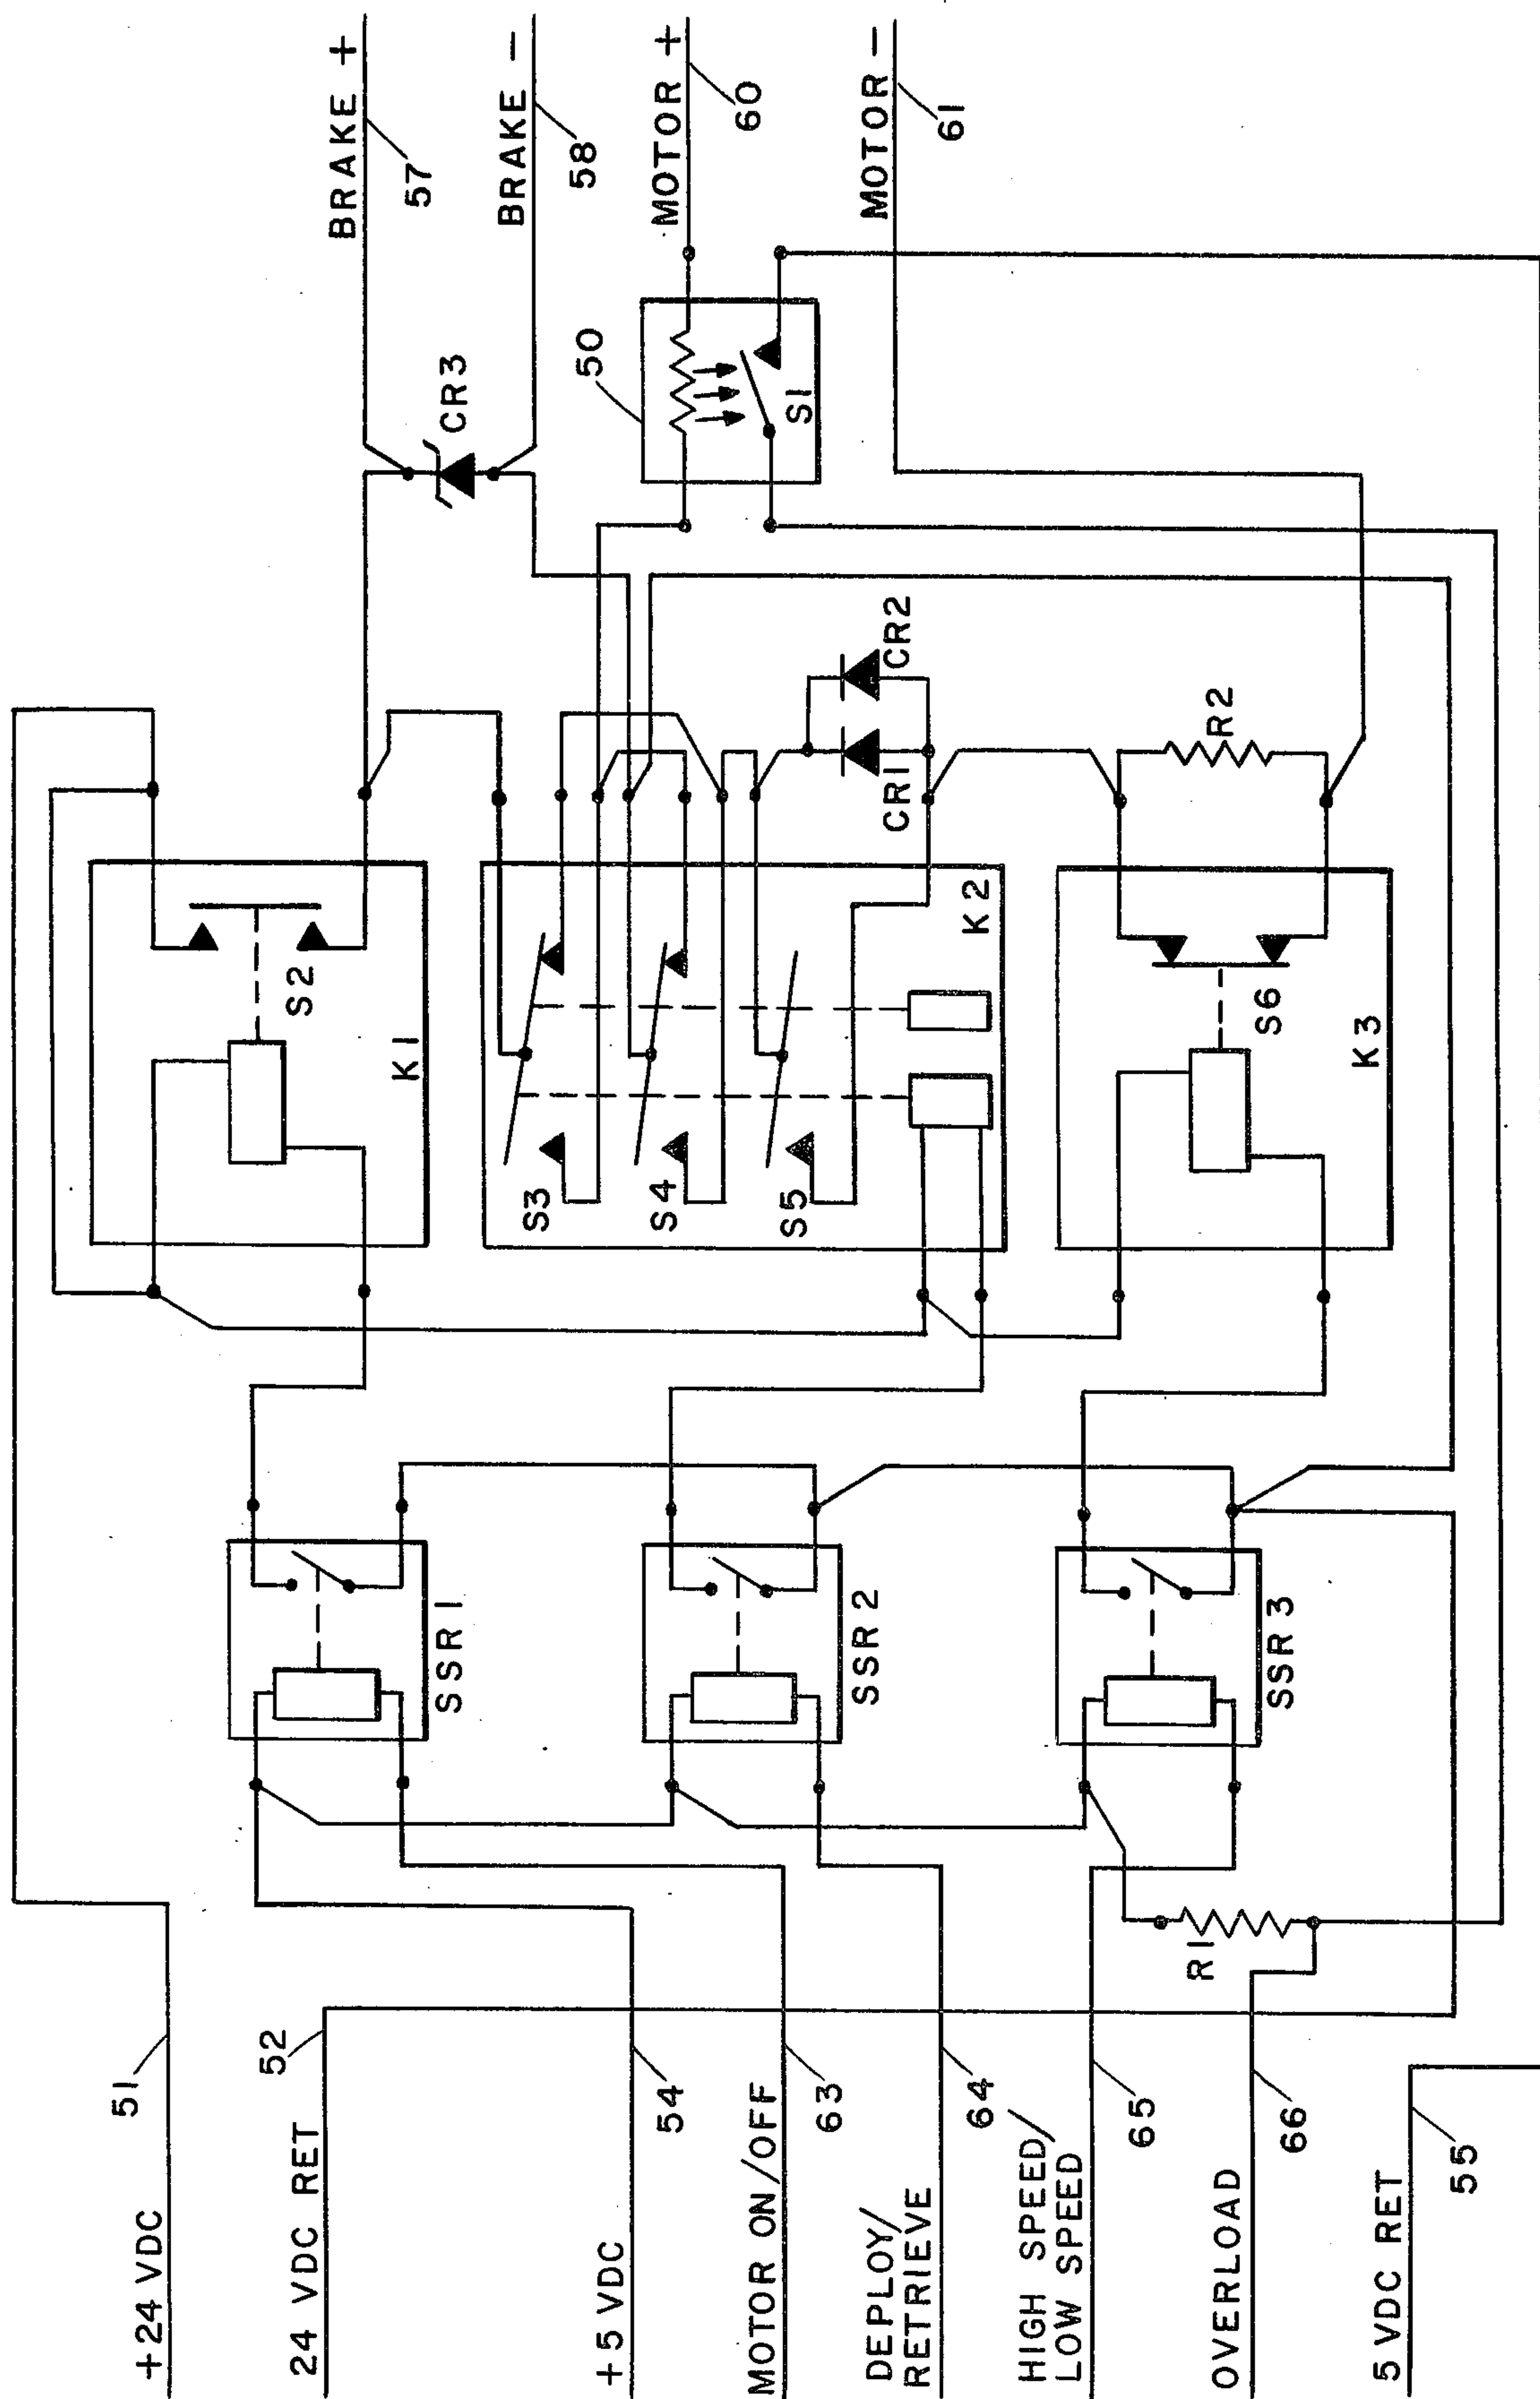 +24 VDC
51
24 VDC RET
52
+5 VDC
54
MOTOR ON/OFF
63
DEPLOY/
RETRIEVE
64
HIGH SPEED/
LOW SPEED
65
OVERLOAD
66
5 VDC RET
55
SSR1
SSR2
SSR3
R1
K1
S2
K2
S3
S4
S5
K3
S6
CR1
CR2
R2
CR3
50
S1
BRAKE +
57
BRAKE -
58
MOTOR +
60
MOTOR -
61